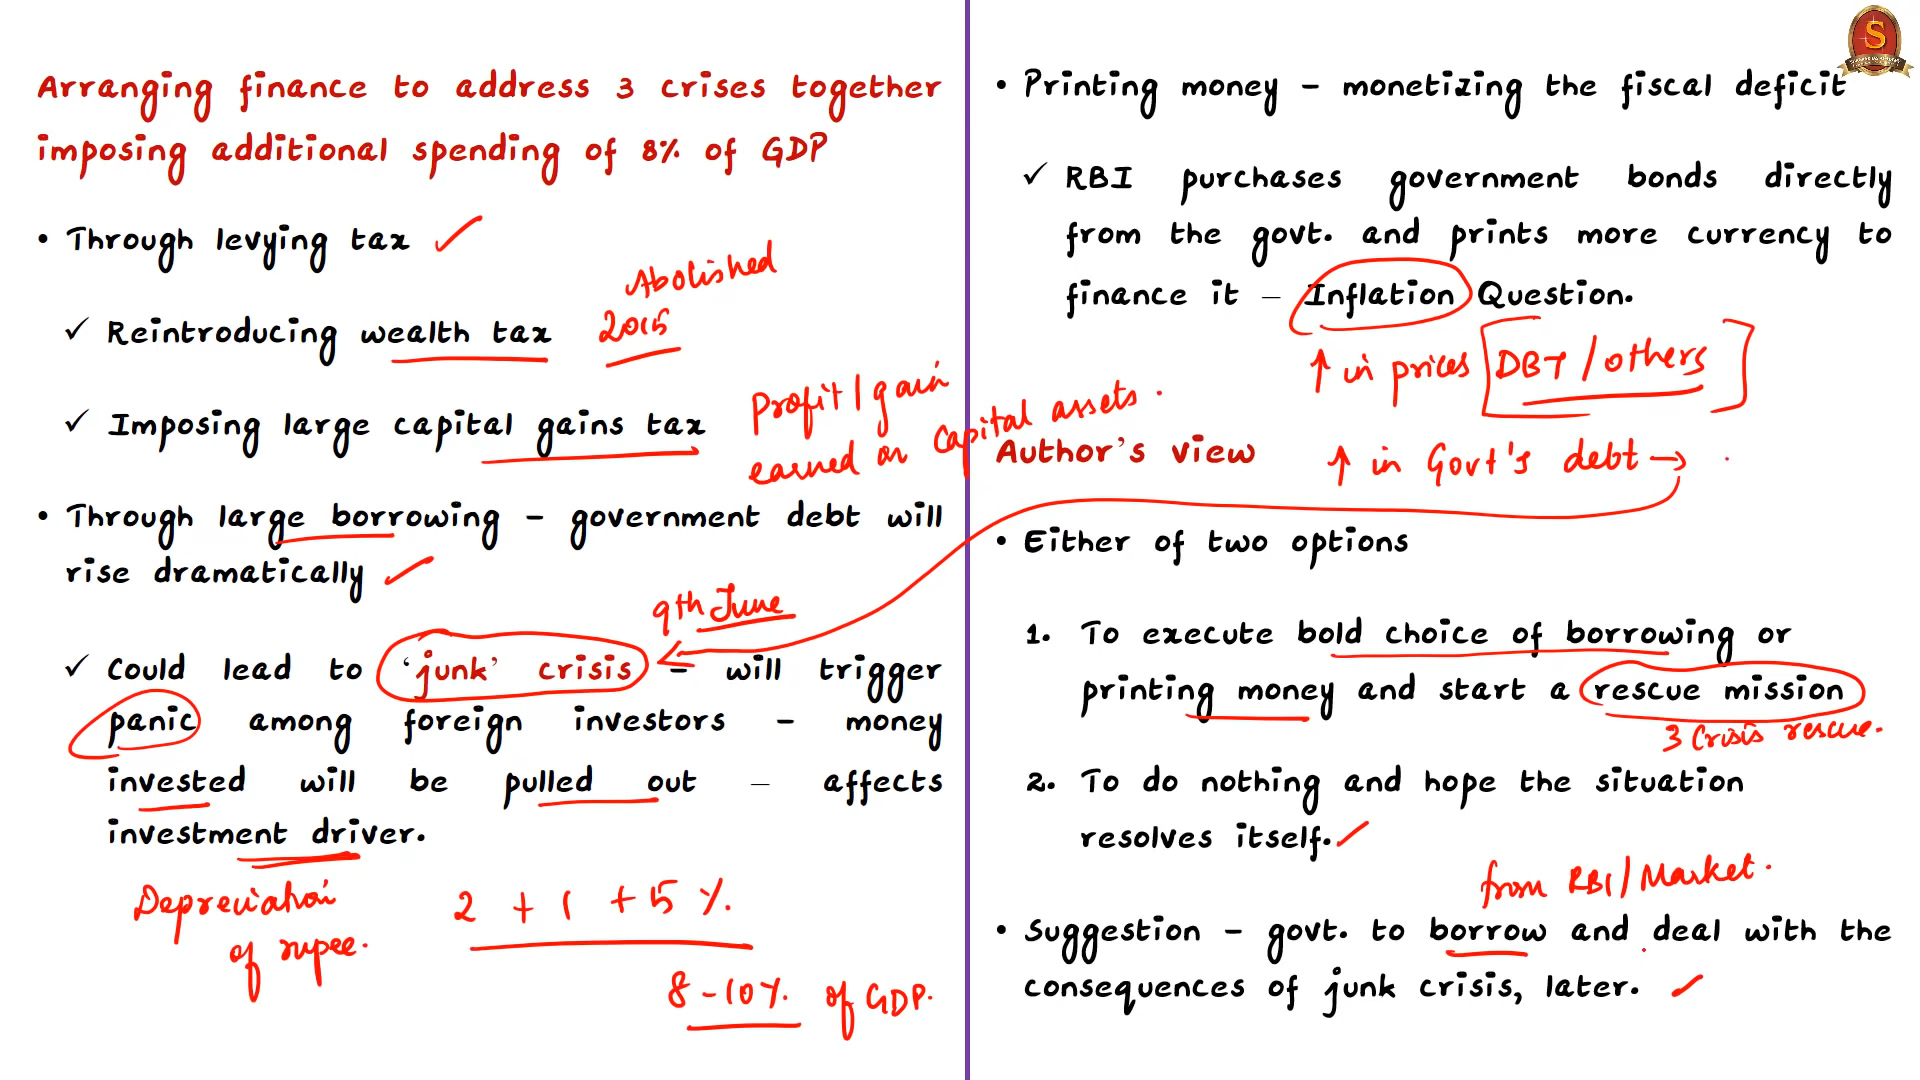 Arranging finance to address 3 crises together
imposing additional spending of 8% of GDP
• Through levying tax
Abolished
✓ Reintroducing wealth tax 2015
✓ Imposing large capital gains tax
Profit/gain
earned on capital assets.
• Through large borrowing – government debt will
rise dramatically
9th June
✓ Could lead to 'junk' crisis – will trigger
panic among foreign investors – money
invested will be pulled out – affects
investment driver.
Depreciation
of rupee.
2 + 1 + 5 %.
8 - 10%. of GDP.
S
• Printing money – monetizing the fiscal deficit
✓ RBI purchases government bonds directly
from the govt. and prints more currency to
finance it – Inflation Question.
↑ in prices [DBT / others]
Author's view
↑ in Govt's debt →
• Either of two options
1. To execute bold choice of borrowing or
printing money and start a rescue mission
3 Crisis rescue.
2. To do nothing and hope the situation
resolves itself.
from RBI/Market.
• Suggestion – govt. to borrow and deal with the
consequences of junk crisis, later.